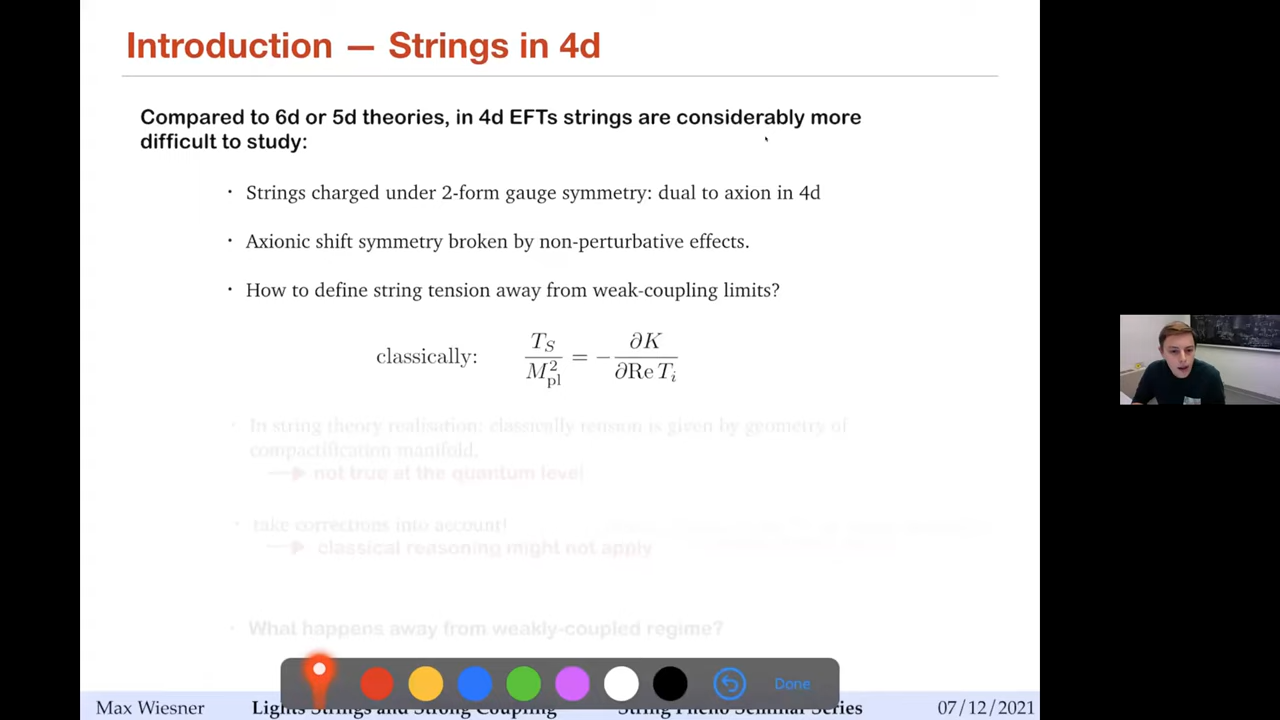 Introduction — Strings in 4d
Compared to 6d or 5d theories, in 4d EFTs strings are considerably more
difficult to study:
· Strings charged under 2-form gauge symmetry: dual to axion in 4d
· Axionic shift symmetry broken by non-perturbative effects.
· How to define string tension away from weak-coupling limits?
classically: T_S / M_pl^2 = − ∂K / ∂Re T_i
· In string theory realisation: classically tension is given by geometry of
compactification manifold.
→ not true at the quantum level
· take corrections into account!
→ classical reasoning might not apply
· What happens away from weakly-coupled regime?
Done
Max Wiesner Lights Strings and Strong Coupling String Pheno Seminar Series 07/12/2021